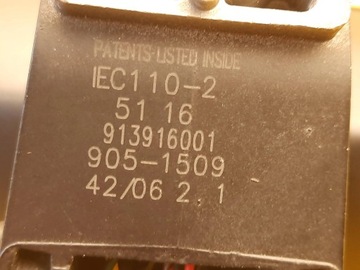 PATENTS LISTED INSIDE
IEC110-2
51 16
913916001
905-1509
42/06 2.1